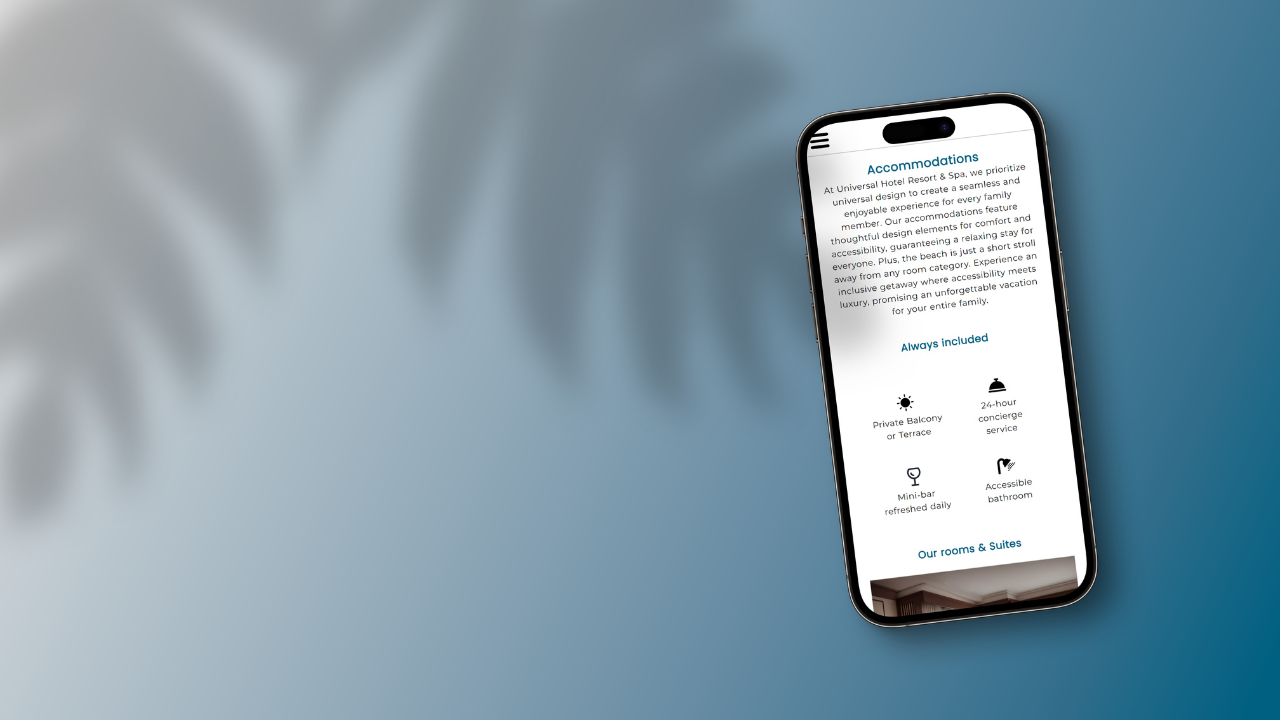 Accommodations
At Universal Hotel Resort & Spa, we prioritize
universal design to create a seamless and
enjoyable experience for every family
member. Our accommodations feature
thoughtful design elements for comfort and
accessibility, guaranteeing a relaxing stay for
everyone. Plus, the beach is just a short stroll
away from any room category. Experience an
inclusive getaway where accessibility meets
luxury, promising an unforgettable vacation
for your entire family.
Always included
Private Balcony
or Terrace
24-hour
concierge
service
Mini-bar
refreshed daily
Accessible
bathroom
Our rooms & Suites